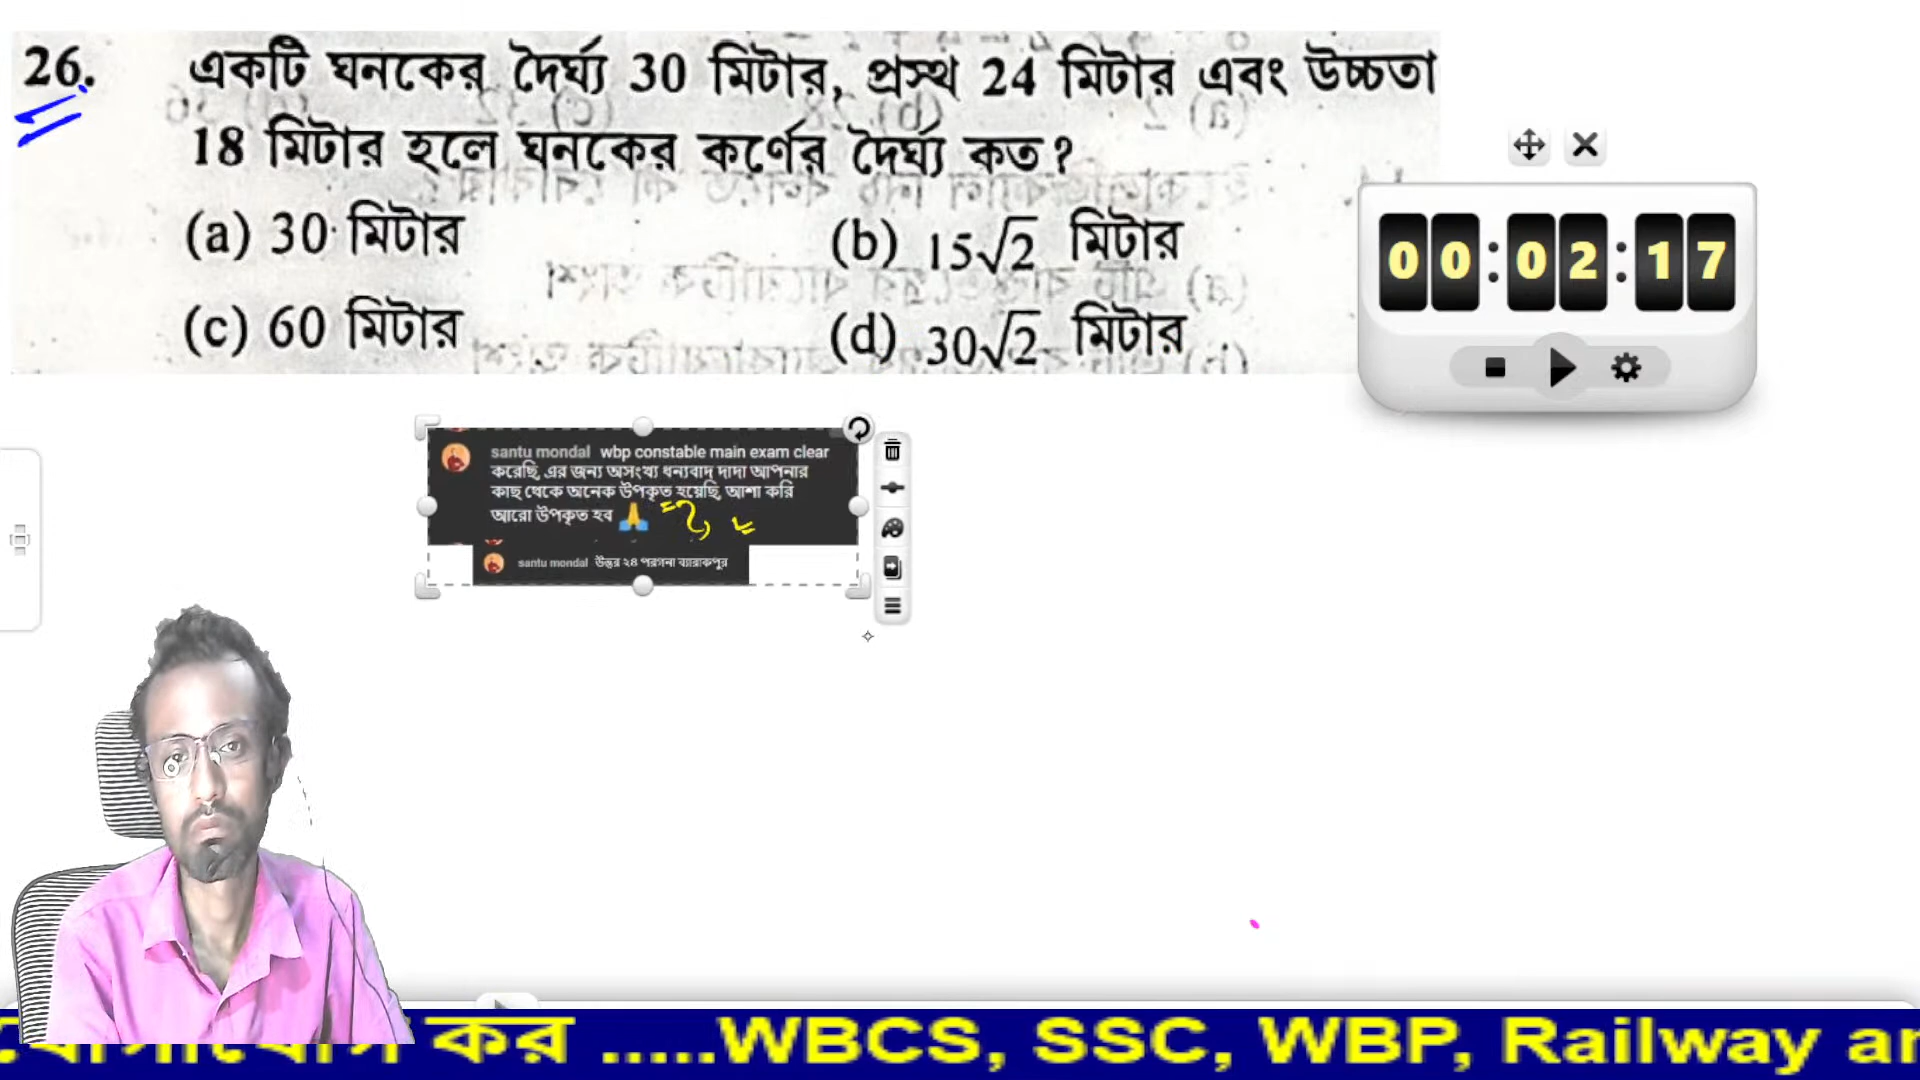 26. একটি ঘনকের দৈর্ঘ্য 30 মিটার, প্রস্থ 24 মিটার এবং উচ্চতা
18 মিটার হলে ঘনকের কর্ণের দৈর্ঘ্য কত?
(a) 30 মিটার (b) 15√2 মিটার
(c) 60 মিটার (d) 30√2 মিটার
00:02:17
santu mondal wbp constable main exam clear
করেছি, এর জন্য অসংখ্য ধন্যবাদ দাদা আপনার
কাছ থেকে অনেক উপকৃত হয়েছি, আশা করি
আরো উপকৃত হব 🙏
santu mondal উত্তর ২৪ পরগনা ব্যারাকপুর
কর .....WBCS, SSC, WBP, Railway